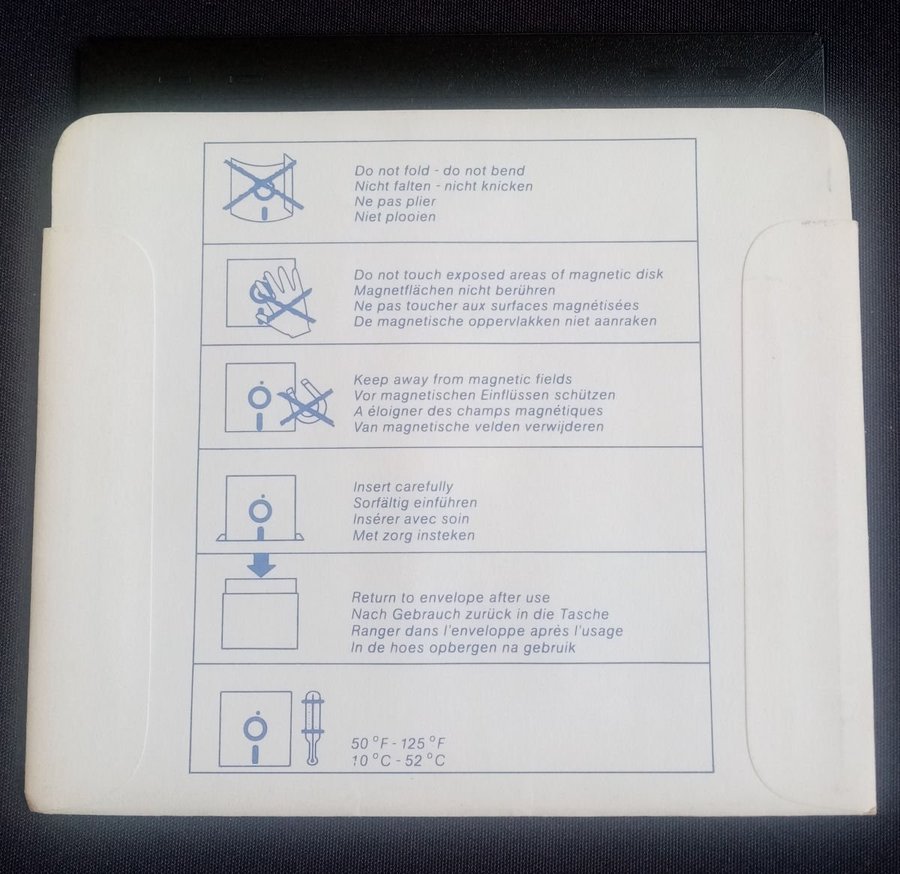 Do not fold - do not bend
Nicht falten - nicht knicken
Ne pas plier
Niet plooien
Do not touch exposed areas of magnetic disk
Magnetflächen nicht berühren
Ne pas toucher aux surfaces magnétisées
De magnetische oppervlakken niet aanraken
Keep away from magnetic fields
Vor magnetischen Einflüssen schützen
A éloigner des champs magnétiques
Van magnetische velden verwijderen
Insert carefully
Sorfältig einführen
Insérer avec soin
Met zorg insteken
Return to envelope after use
Nach Gebrauch zurück in die Tasche
Ranger dans l'enveloppe après l'usage
In de hoes opbergen na gebruik
50 °F - 125 °F
10 °C - 52 °C